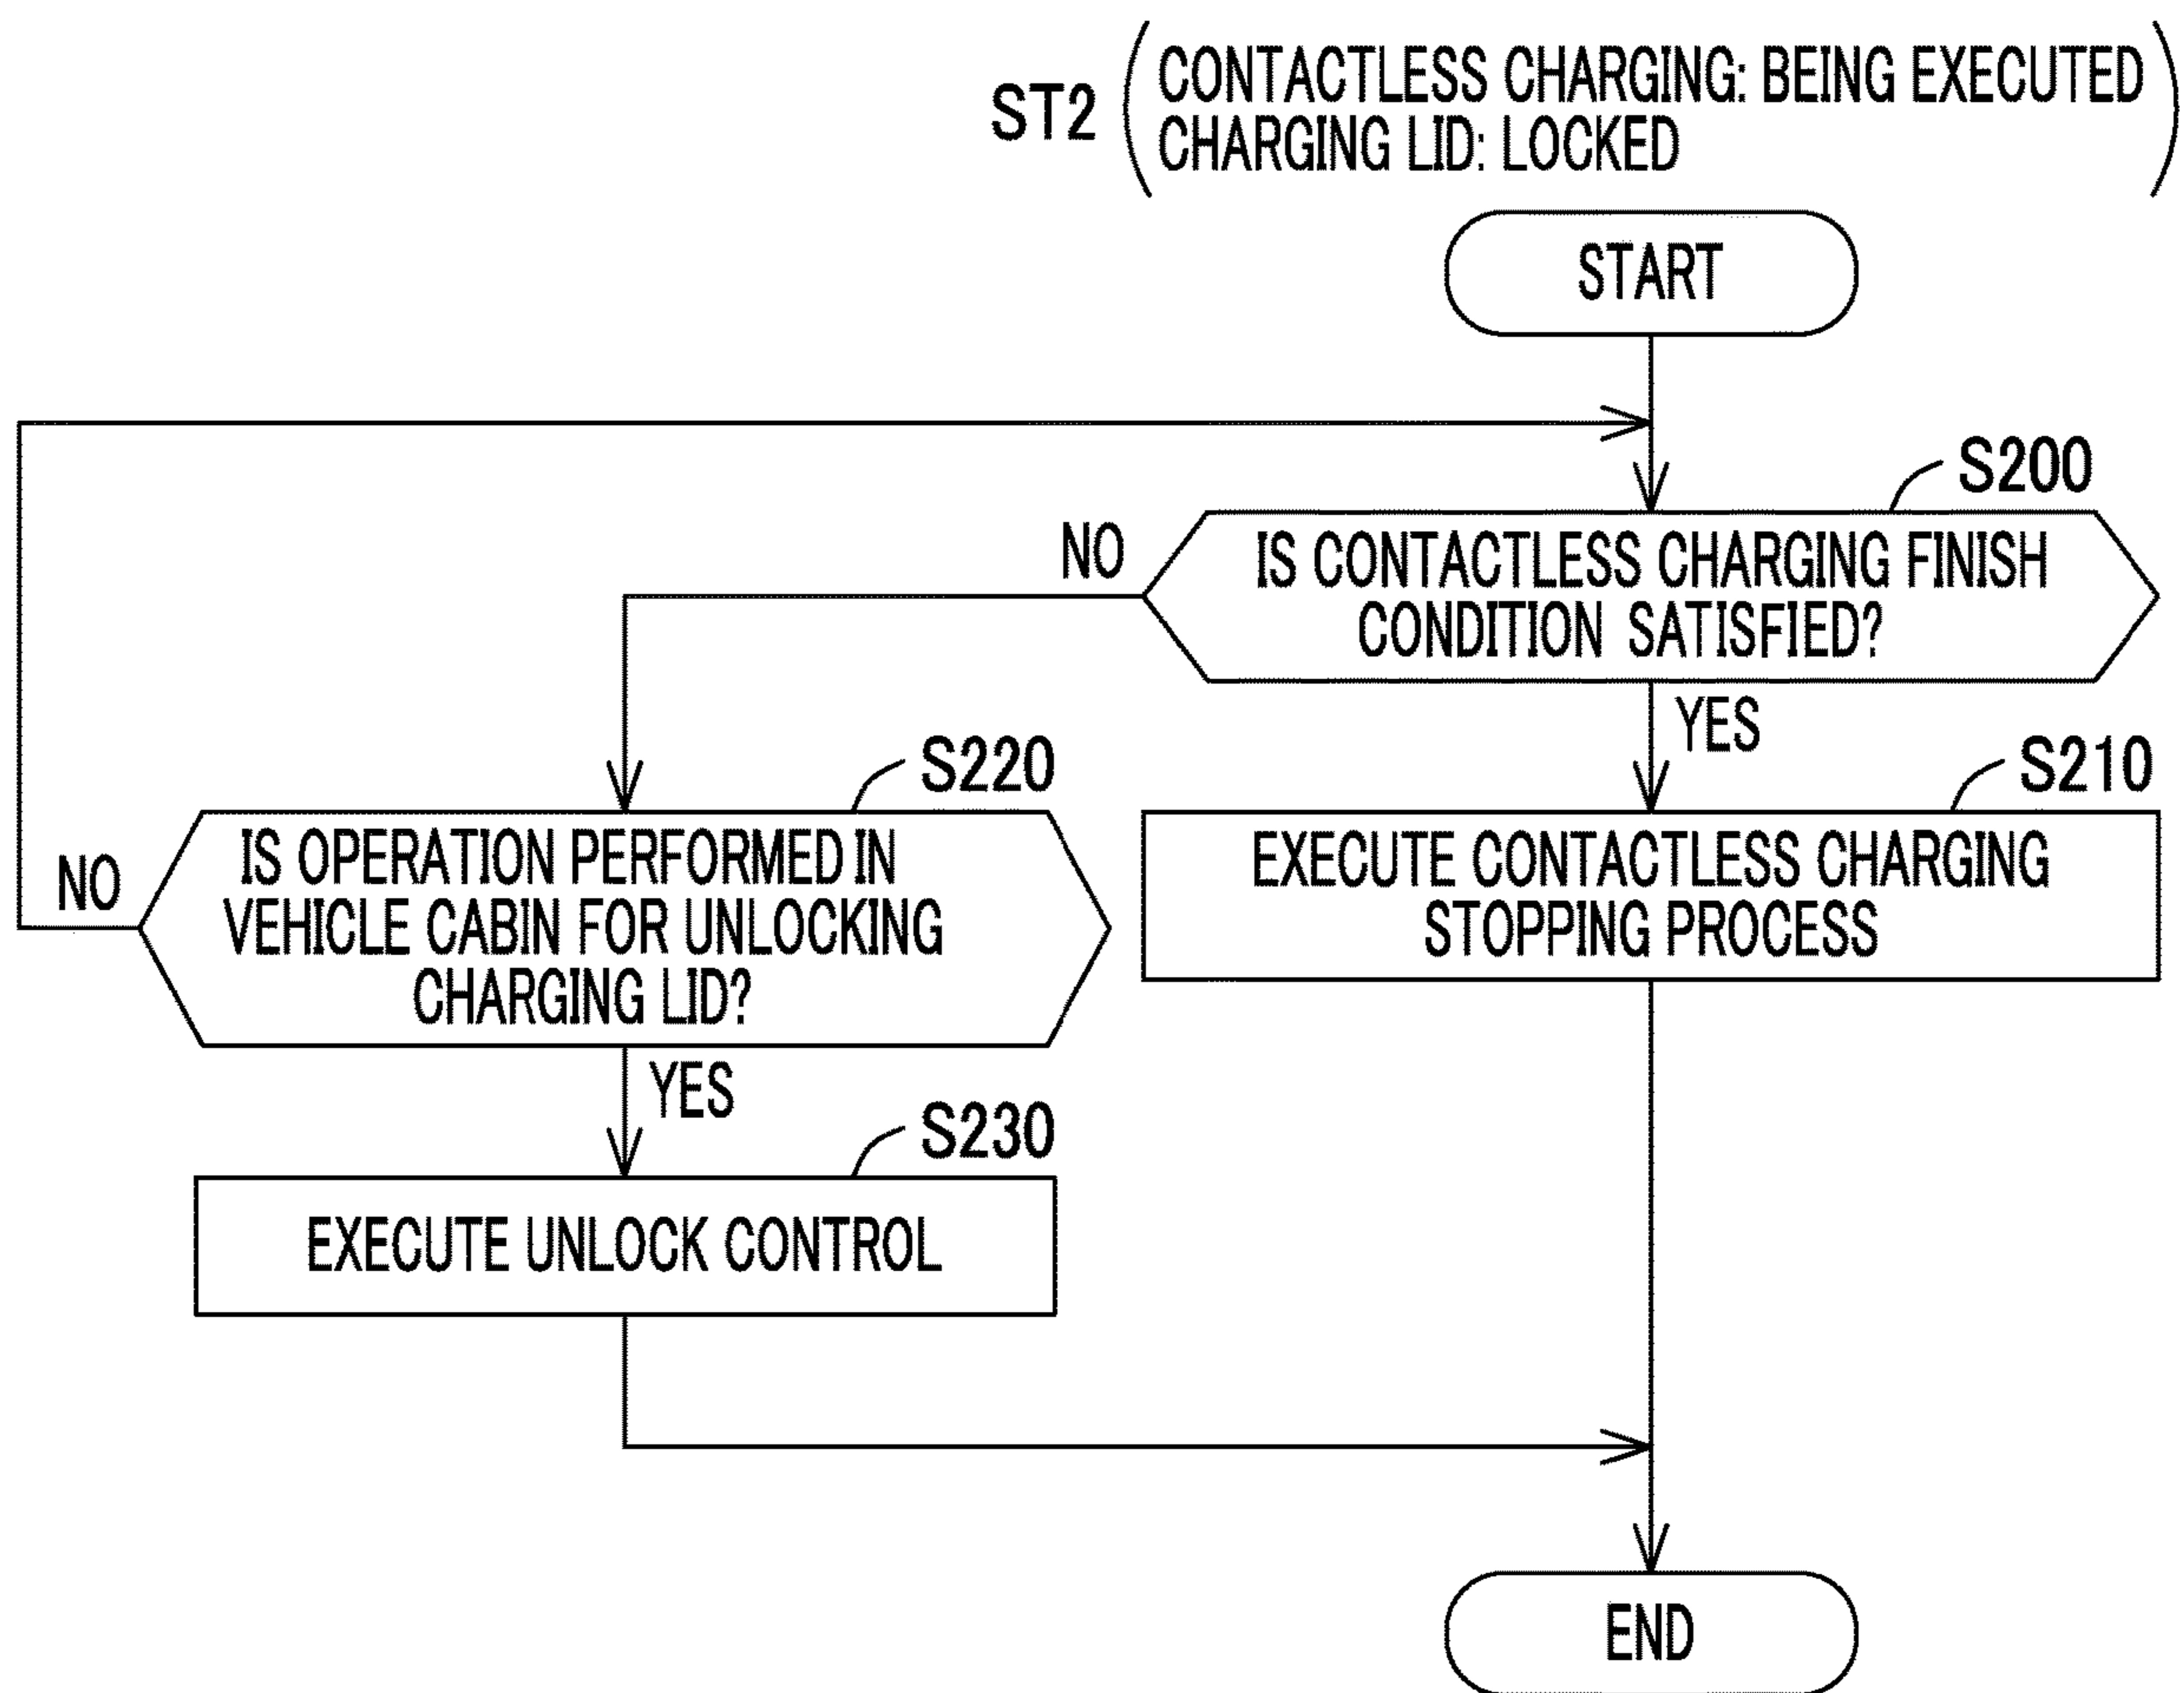 ST2
CONTACTLESS CHARGING: BEING EXECUTED
CHARGING LID: LOCKED
START
S200
IS CONTACTLESS CHARGING FINISH
CONDITION SATISFIED?
NO
YES
S220
IS OPERATION PERFORMED IN
VEHICLE CABIN FOR UNLOCKING
CHARGING LID?
NO
YES
S210
EXECUTE CONTACTLESS CHARGING
STOPPING PROCESS
S230
EXECUTE UNLOCK CONTROL
END